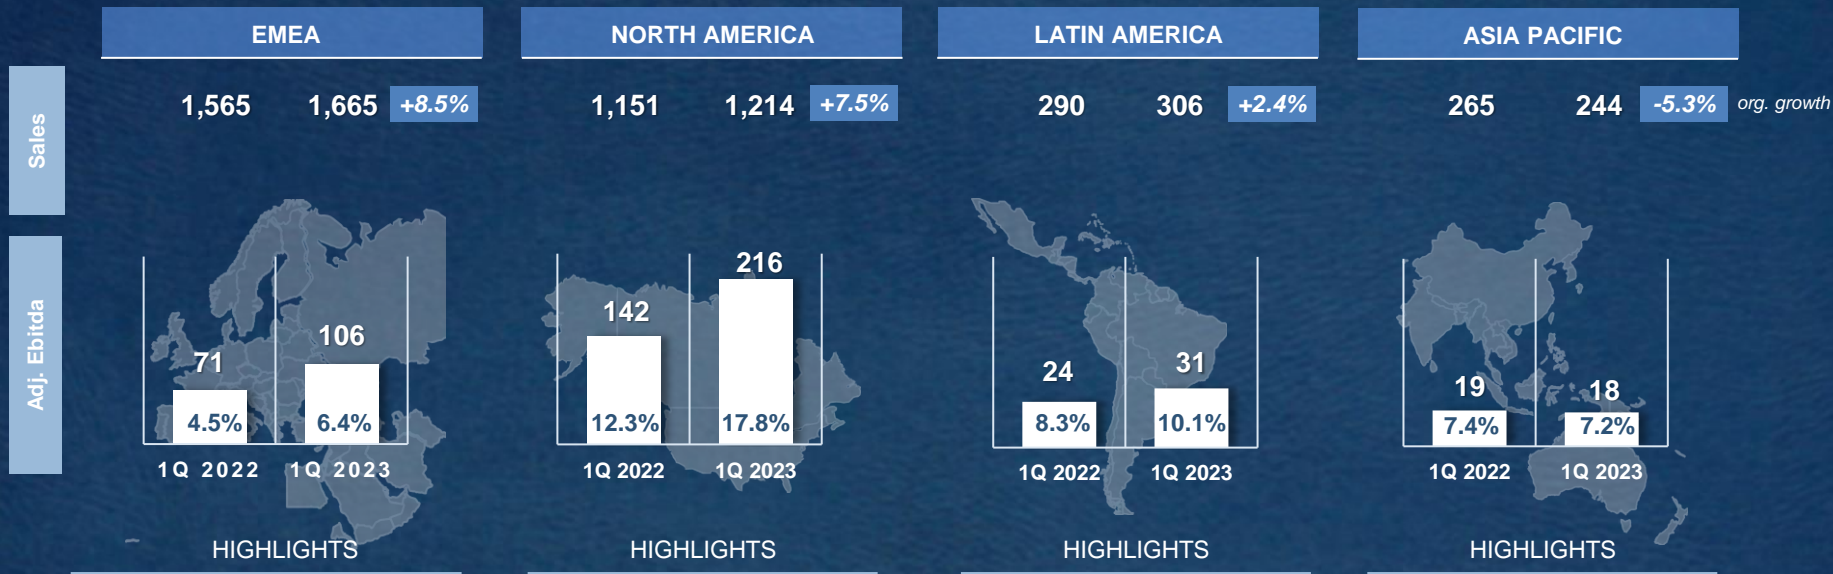 EMEA
NORTH AMERICA
LATIN AMERICA
ASIA PACIFIC
Sales
1,565 1,665 +8.5%
1,151 1,214 +7.5%
290 306 +2.4%
265 244 -5.3% org. growth
Adj. Ebitda
71 106
4.5% 6.4%
1Q 2022 1Q 2023
142 216
12.3% 17.8%
1Q 2022 1Q 2023
24 31
8.3% 10.1%
1Q 2022 1Q 2023
19 18
7.4% 7.2%
1Q 2022 1Q 2023
HIGHLIGHTS
HIGHLIGHTS
HIGHLIGHTS
HIGHLIGHTS